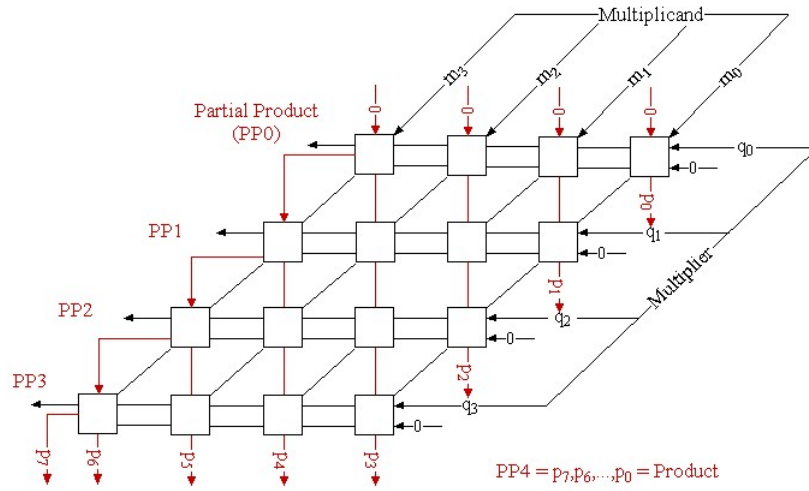 Multiplicand
m3 m2 m1 m0
0 0 0 0
Partial Product
(PP0)
q0
0
p0
PP1
q1
0
p1
Multiplier
PP2
q2
0
p2
PP3
q3
0
p7 p6 p5 p4 p3
PP4 = p7,p6,...,p0 = Product